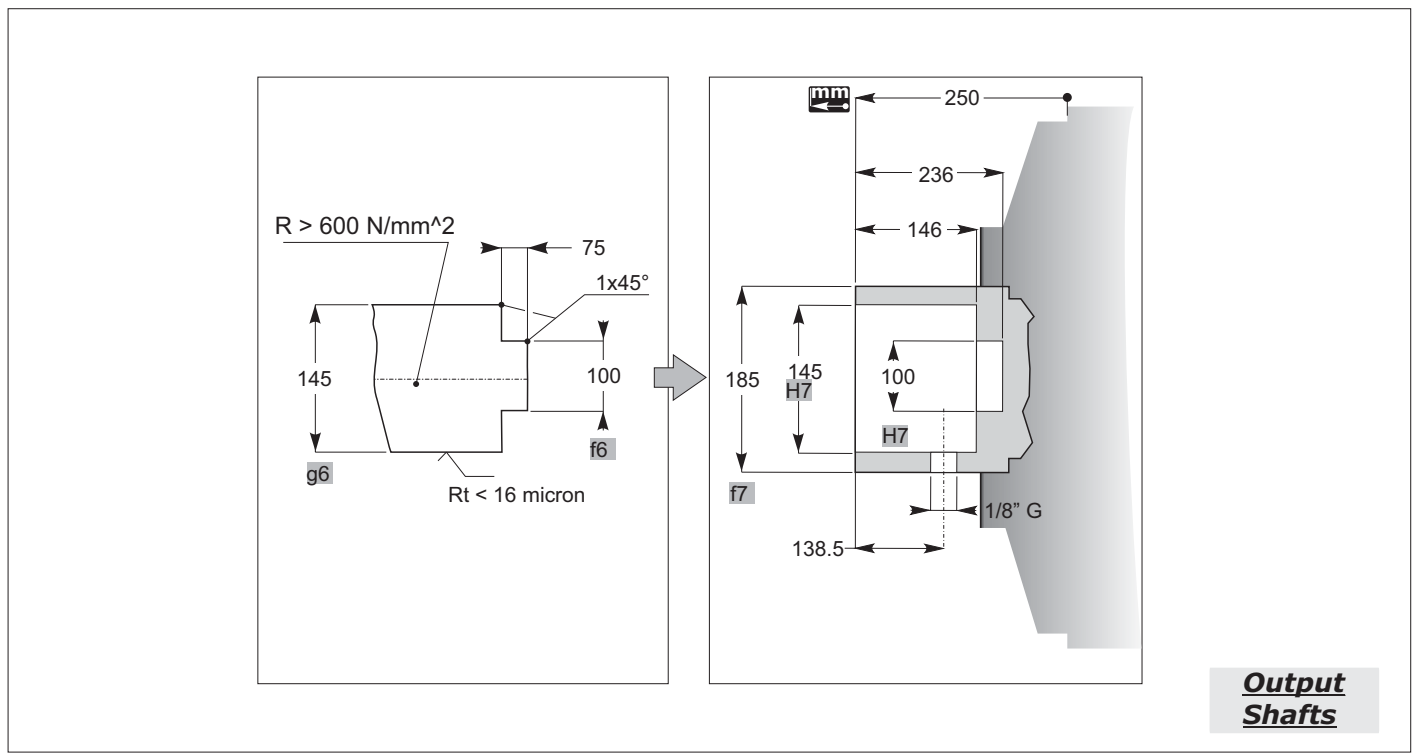 R > 600 N/mm^2
75
1x45°
145
100
g6
f6
Rt < 16 micron
mm
250
236
146
185
145
H7
100
H7
f7
1/8” G
138.5
Output
Shafts